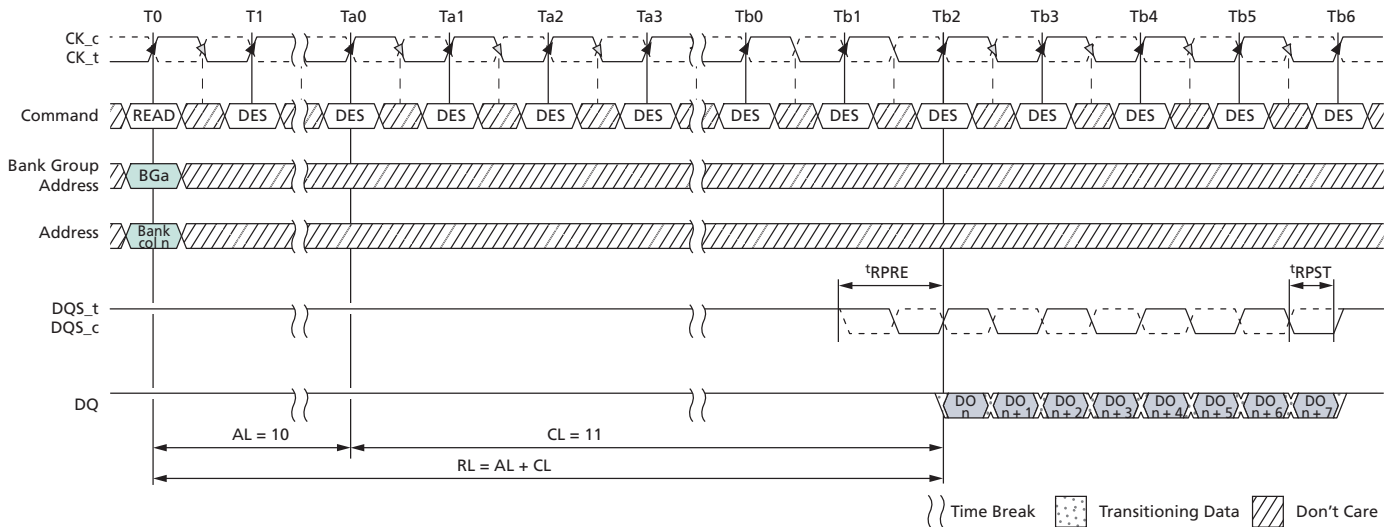 T0 T1 Ta0 Ta1 Ta2 Ta3 Tb0 Tb1 Tb2 Tb3 Tb4 Tb5 Tb6
CK_c
CK_t
Command READ DES DES DES DES DES DES DES DES DES DES DES DES
Bank Group
Address
BGa
Address
Bank
col n
tRPRE
tRPST
DQS_t
DQS_c
DQ
DO DO DO DO DO DO DO DO
n n + 1 n + 2 n + 3 n + 4 n + 5 n + 6 n + 7
AL = 10 CL = 11
RL = AL + CL
Time Break Transitioning Data Don't Care